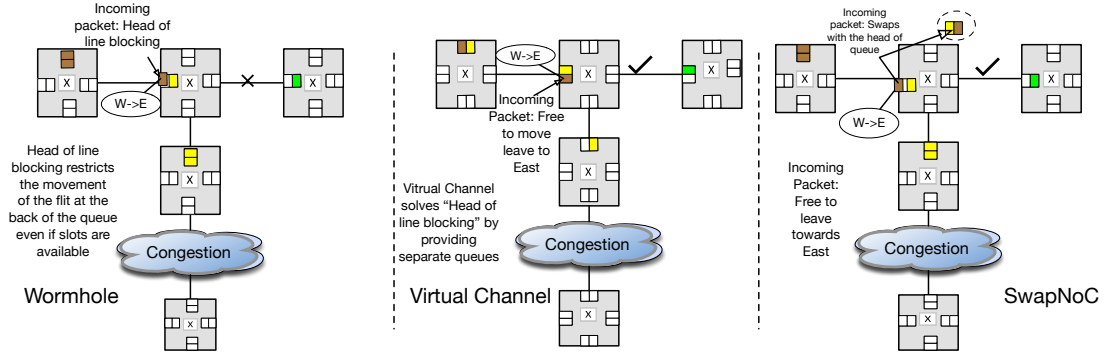 Incoming
packet: Head of
line blocking
X
X
X
W->E
X
Head of line
blocking restricts
the movement
of the flit at the
back of the queue
even if slots are
available
Congestion
Wormhole
X
X
X
X
W->E
Incoming
Packet: Free
to move
leave to
East
X
Vitrual Channel
solves “Head of
line blocking” by
providing
separate queues
Congestion
Virtual Channel
X
Incoming
packet: Swaps
with the head of
queue
X
X
X
W->E
X
Incoming
Packet:
Free to
leave
towards
East
Congestion
SwapNoC
X